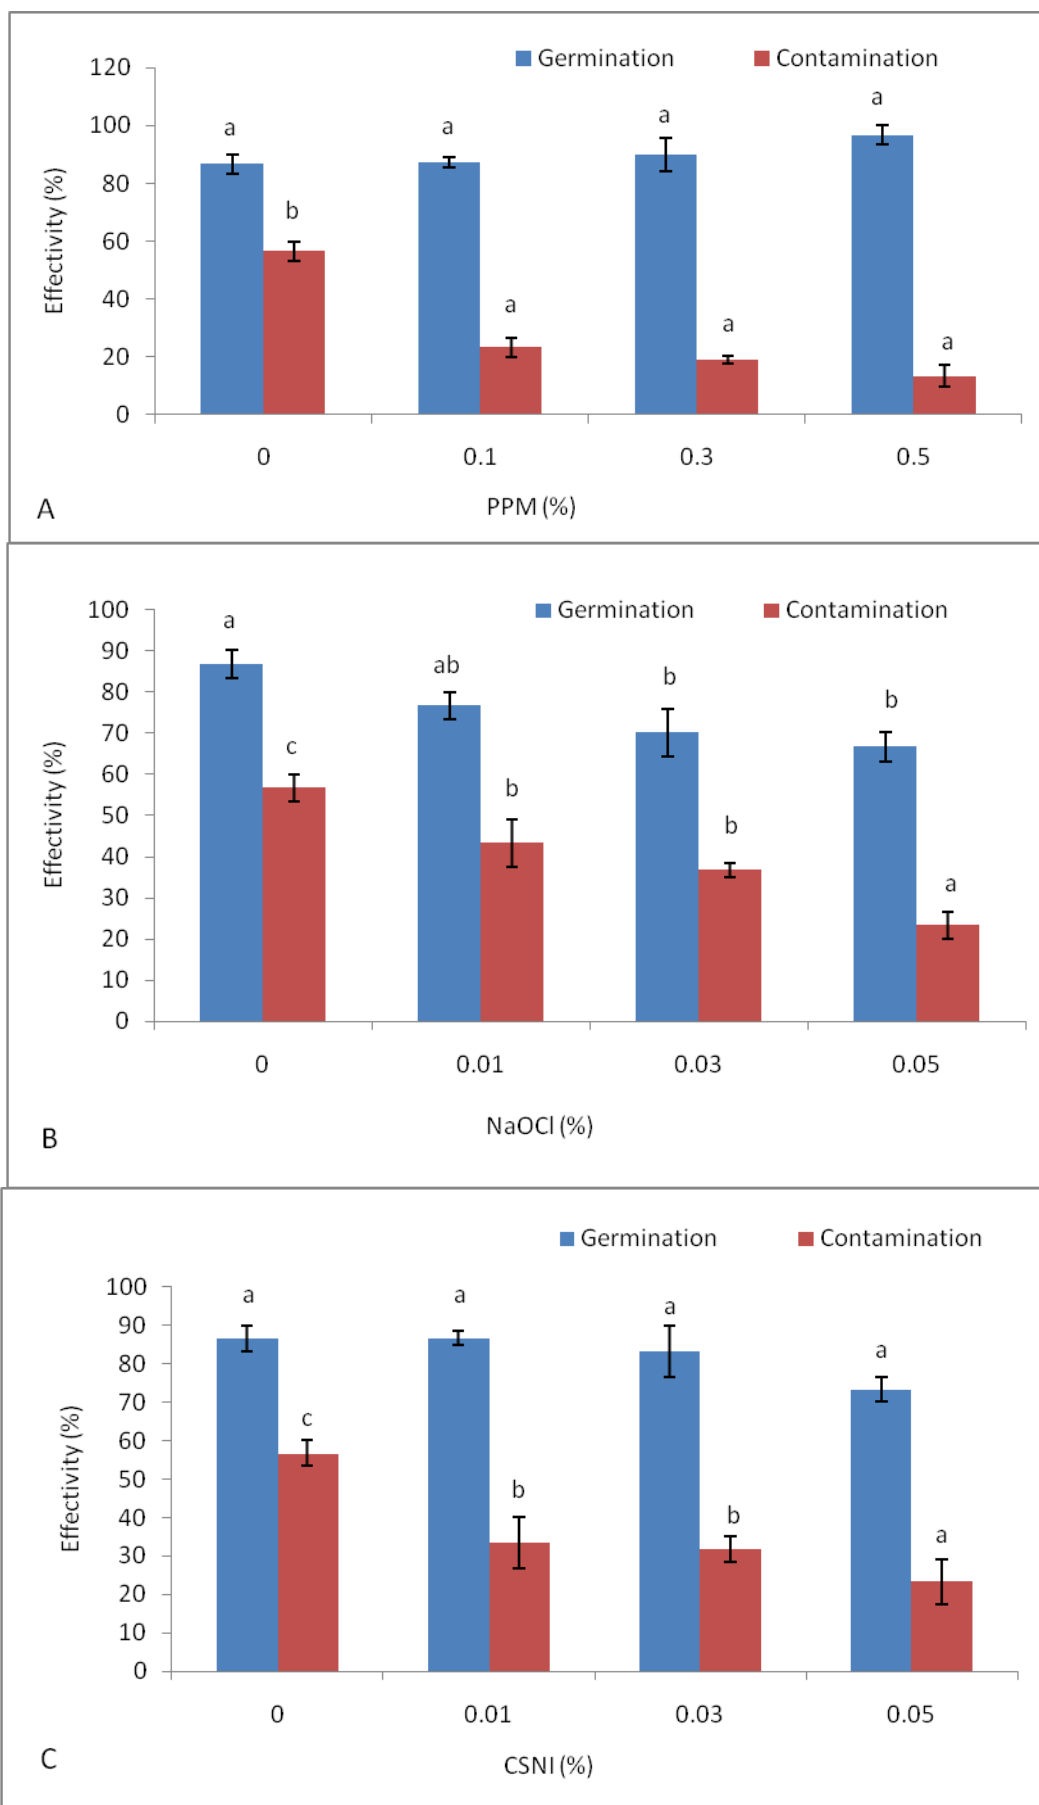 Germination Contamination
120
a
100
a
a
a
80
b
60
Effectivity (%)
40
a
a
a
20
0
0 0.1 0.3 0.5
PPM (%)
A
Germination Contamination
100
a
90
ab
80
b
b
70
c
60
Effectivity (%)
b
50
b
40
a
30
20
10
0
0 0.01 0.03 0.05
NaOCl (%)
B
Germination Contamination
100
a a a
90
80
a
70
c
60
Effectivity (%)
50
b
b
40
a
30
20
10
0
0 0.01 0.03 0.05
CSNI (%)
C